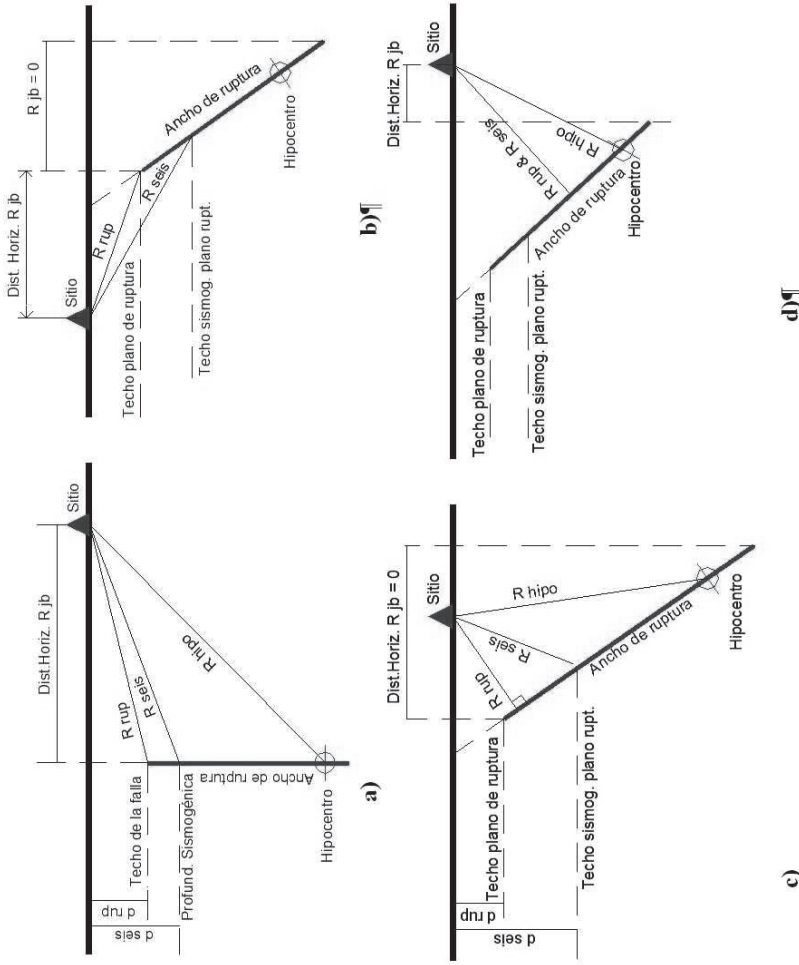 Dist.Horiz. R jb
Sitio
R rup
R seis
R hipo
Techo de la falla
Profund. Sismogénica
d rup
d seis
Ancho de ruptura
Hipocentro
a)
Dist. Horiz. R jb
R jb = 0
Sitio
R rup
R seis
Ancho de ruptura
Hipocentro
Techo plano de ruptura
Techo sismog. plano rupt.
b)¶
Dist.Horiz. R jb = 0
Sitio
R rup
R seis
R hipo
Techo plano de ruptura
Techo sismog. plano rupt.
d rup
d seis
Ancho de ruptura
Hipocentro
c)
Dist.Horiz. R jb
Sitio
R rup & R seis
R hipo
Ancho de ruptura
Hipocentro
Techo plano de ruptura
Techo sismog. plano rupt.
d)¶